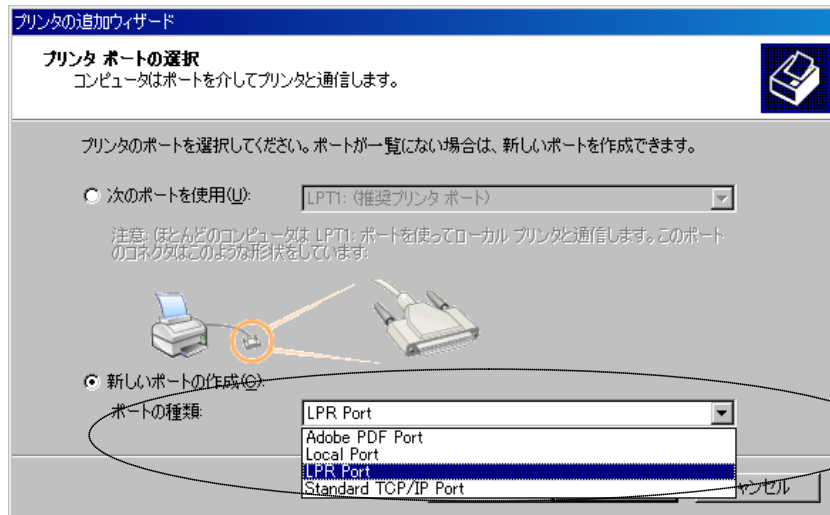 プリンタの追加ウィザード
プリンタ ポートの選択
コンピュータはポートを介してプリンタと通信します。
プリンタのポートを選択してください。ポートが一覧にない場合は、新しいポートを作成できます。
次のポートを使用(U):
LPT1: (推奨プリンタ ポート)
注意: ほとんどのコンピュータは LPT1: ポートを使ってローカル プリンタと通信します。このポート
のコネクタはこのような形状をしています:
新しいポートの作成(C):
ポートの種類:
LPR Port
Adobe PDF Port
Local Port
LPR Port
Standard TCP/IP Port
ャンセル